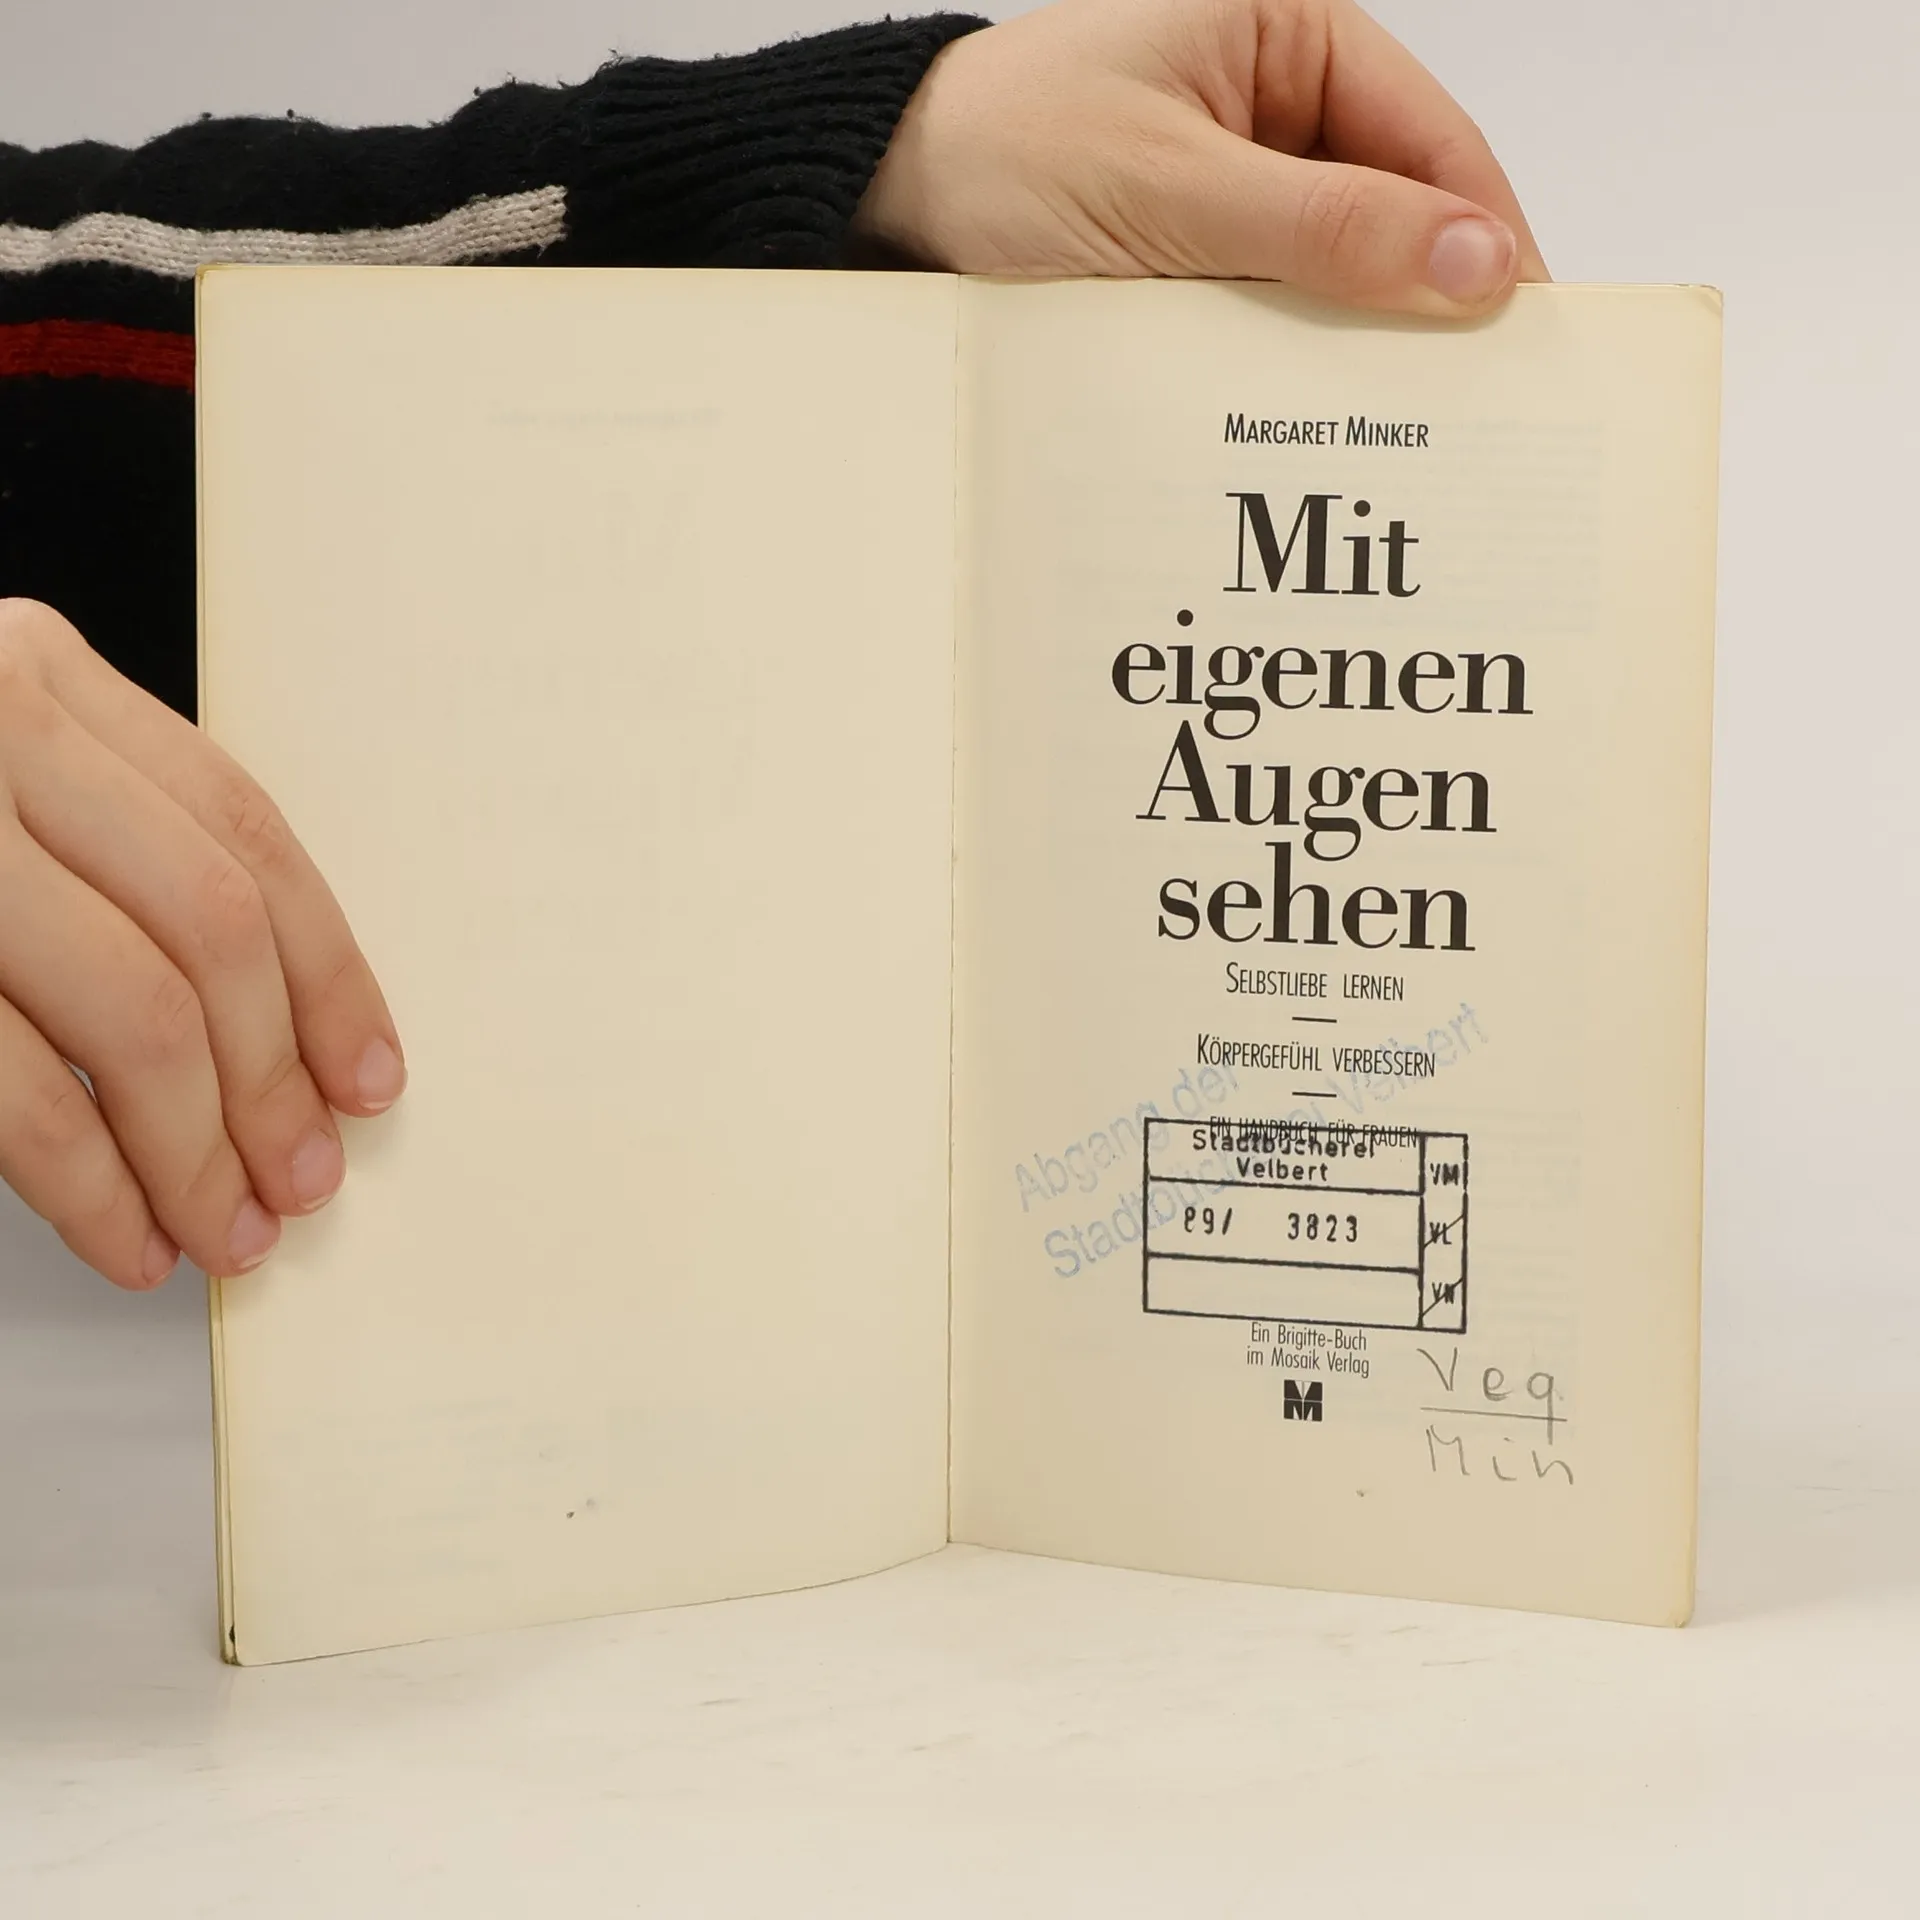 MARGARET MINKER
Mit
eigenen
Augen
sehen
SELBSTLIEBE LERNEN
KÖRPERGEFÜHL VERBESSERN
EIN HANDBUCH FÜR FRAUEN
Abgang der
Stadtbücherei Velbert
Stadtbücherei
Velbert
VM
89/ 3823
VL
VN
Ein Brigitte-Buch
im Mosaik Verlag
Veq
Min